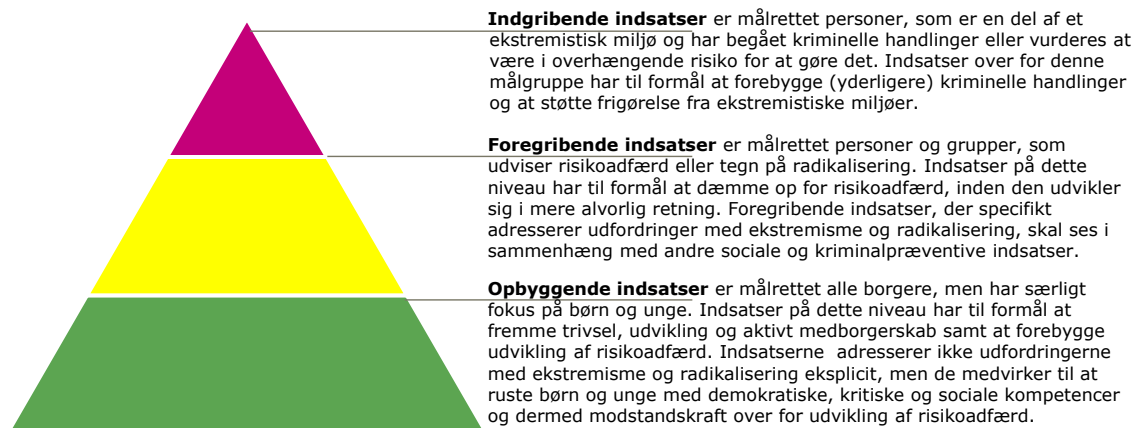 Indgribende indsatser er målrettet personer, som er en del af et
ekstremistisk miljø og har begået kriminelle handlinger eller vurderes at
være i overhængende risiko for at gøre det. Indsatser over for denne
målgruppe har til formål at forebygge (yderligere) kriminelle handlinger
og at støtte frigørelse fra ekstremistiske miljøer.
Foregribende indsatser er målrettet personer og grupper, som
udviser risikoadfærd eller tegn på radikalisering. Indsatser på dette
niveau har til formål at dæmme op for risikoadfærd, inden den udvikler
sig i mere alvorlig retning. Foregribende indsatser, der specifikt
adresserer udfordringer med ekstremisme og radikalisering, skal ses i
sammenhæng med andre sociale og kriminalpræventive indsatser.
Opbyggende indsatser er målrettet alle borgere, men har særligt
fokus på børn og unge. Indsatser på dette niveau har til formål at
fremme trivsel, udvikling og aktivt medborgerskab samt at forebygge
udvikling af risikoadfærd. Indsatserne  adresserer ikke udfordringerne
med ekstremisme og radikalisering eksplicit, men de medvirker til at
ruste børn og unge med demokratiske, kritiske og sociale kompetencer
og dermed modstandskraft over for udvikling af risikoadfærd.